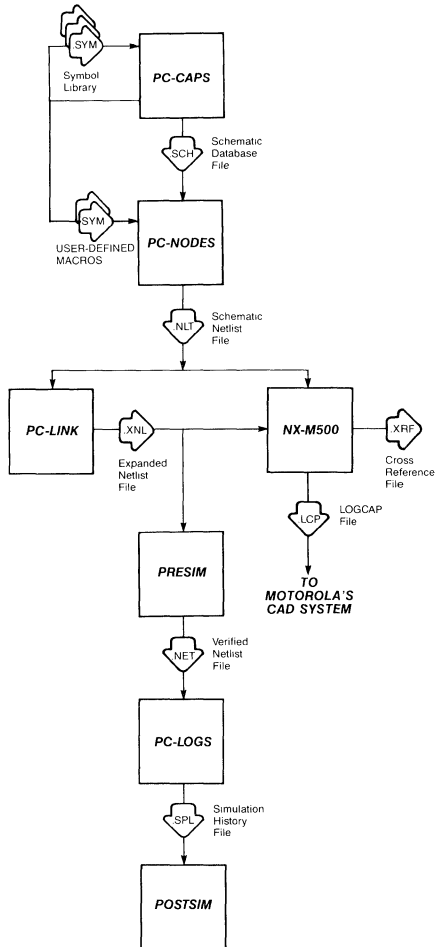 .SYM
Symbol
Library
PC-CAPS
.SCH
Schematic
Database
File
.SYM
USER-DEFINED
MACROS
PC-NODES
.NLT
Schematic
Netlist
File
PC-LINK
.XNL
Expanded
Netlist
File
NX-M500
.XRF
Cross
Reference
File
.LCP
LOGCAP
File
TO
MOTOROLA'S
CAD SYSTEM
PRESIM
.NET
Verified
Netlist
File
PC-LOGS
.SPL
Simulation
History
File
POSTSIM